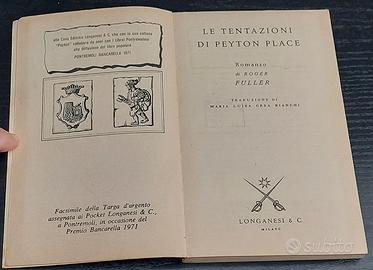 alla Casa Editrice Longanesi & C. che con la sua collana
"Peyton" collabora da anni con i Librai Pontremolesi
alla diffusione del libro popolare
PONTREMOLI BANCARELLA 1971
Facsimile della Targa d'argento
assegnata ai Pocket Longanesi & C.,
a Pontremoli, in occasione del
Premio Bancarella 1971
LE TENTAZIONI
DI PEYTON PLACE
Romanzo
di ROGER
FULLER
TRADUZIONE DI
MARIA LUISA CREA BIANCHI
LONGANESI & C.
MILANO
subito